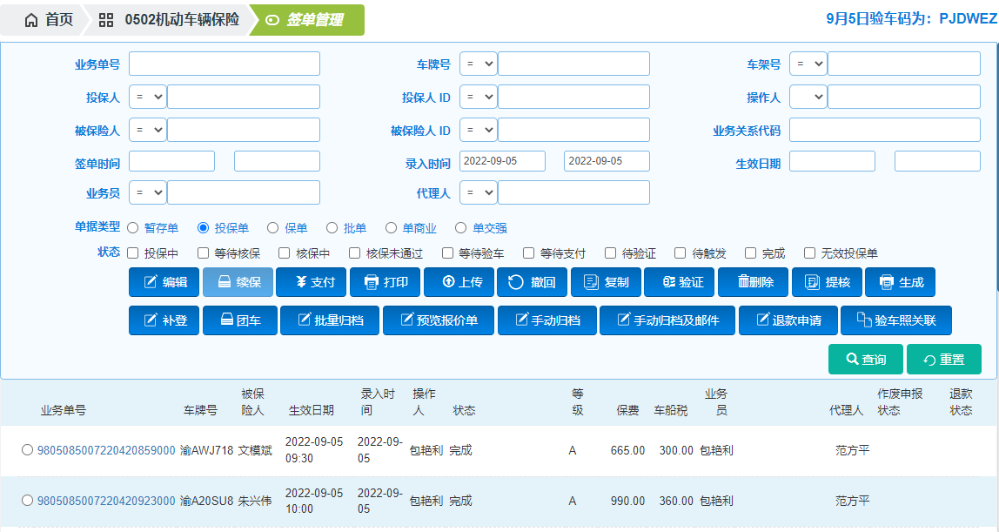 首页 0502机动车辆保险 签单管理 9月5日验车码为：PJDWEZ
业务单号 车牌号 = 车架号 =
投保人 = 投保人 ID = 操作人
被保险人 = 被保险人 ID = 业务关系代码
签单时间 录入时间 2022-09-05 2022-09-05 生效日期
业务员 = 代理人 =
单据类型 暂存单 投保单 保单 批单 单商业 单交强
状态 投保中 等待核保 核保中 核保未通过 等待验车 等待支付 待验证 待触发 完成 无效投保单
编辑 续保 支付 打印 上传 撤回 复制 验证 删除 提核 生成
补登 团车 批量归档 预览报价单 手动归档 手动归档及邮件 退款申请 验车照关联
查询 重置
业务单号 车牌号 被保险人 生效日期 录入时间 操作人 状态 等级 保费 车船税 业务员 代理人 作废申报状态 退款状态
9805085007220420859000 渝AWJ718 文模斌 2022-09-05 09:30 2022-09-05 包艳利 完成 A 665.00 300.00 包艳利 范方平
9805085007220420923000 渝A20SU8 朱兴伟 2022-09-05 10:00 2022-09-05 包艳利 完成 A 990.00 360.00 包艳利 范方平